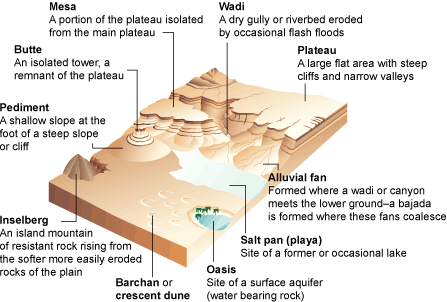 Mesa
A portion of the plateau isolated
from the main plateau
Wadi
A dry gully or riverbed eroded
by occasional flash floods
Butte
An isolated tower, a
remnant of the plateau
Plateau
A large flat area with steep
cliffs and narrow valleys
Pediment
A shallow slope at the
foot of a steep slope
or cliff
Alluvial fan
Formed where a wadi or canyon
meets the lower ground–a bajada
is formed where these fans coalesce
Inselberg
An island mountain
of resistant rock rising from
the softer more easily eroded
rocks of the plain
Salt pan (playa)
Site of a former or occasional lake
Barchan or
crescent dune
Oasis
Site of a surface aquifer
(water bearing rock)